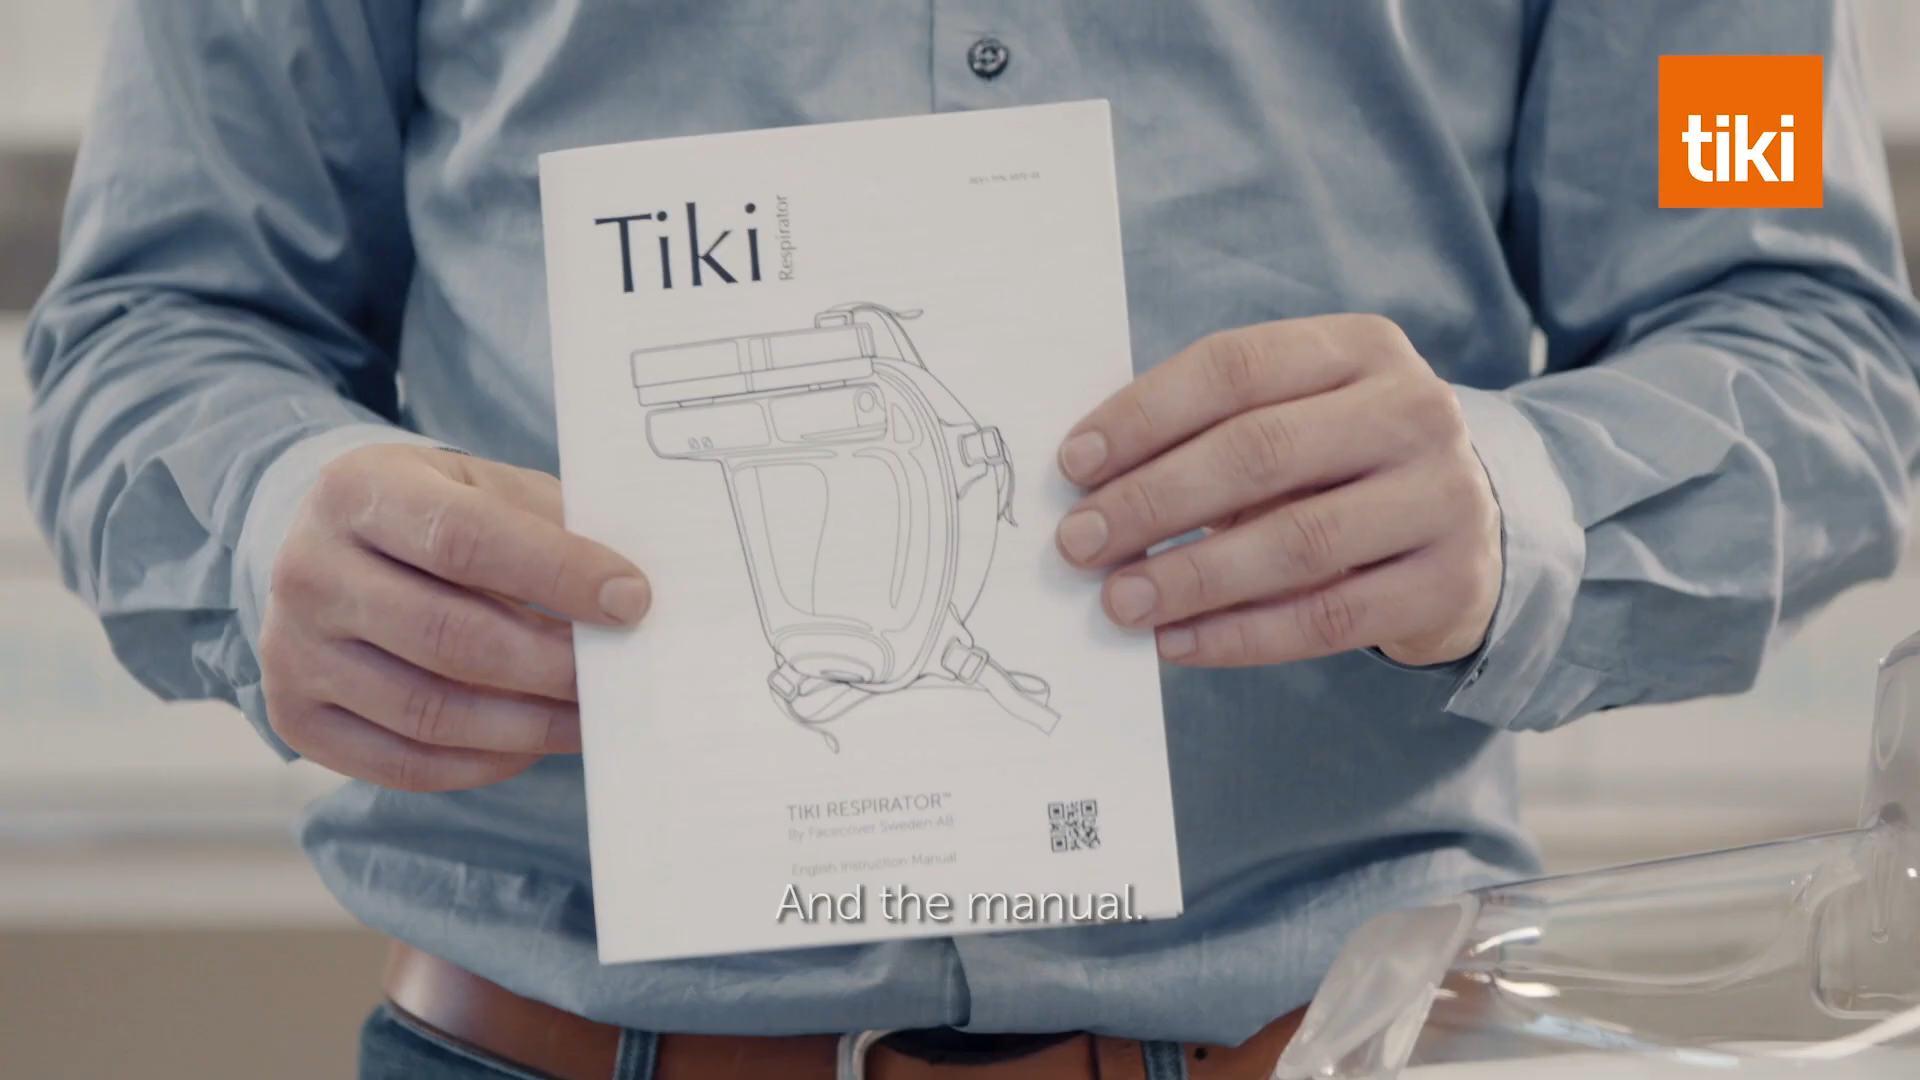 tiki
Tiki
Respirator
TIKI RESPIRATOR™
By Facecover Sweden AB
English Instruction Manual
And the manual.